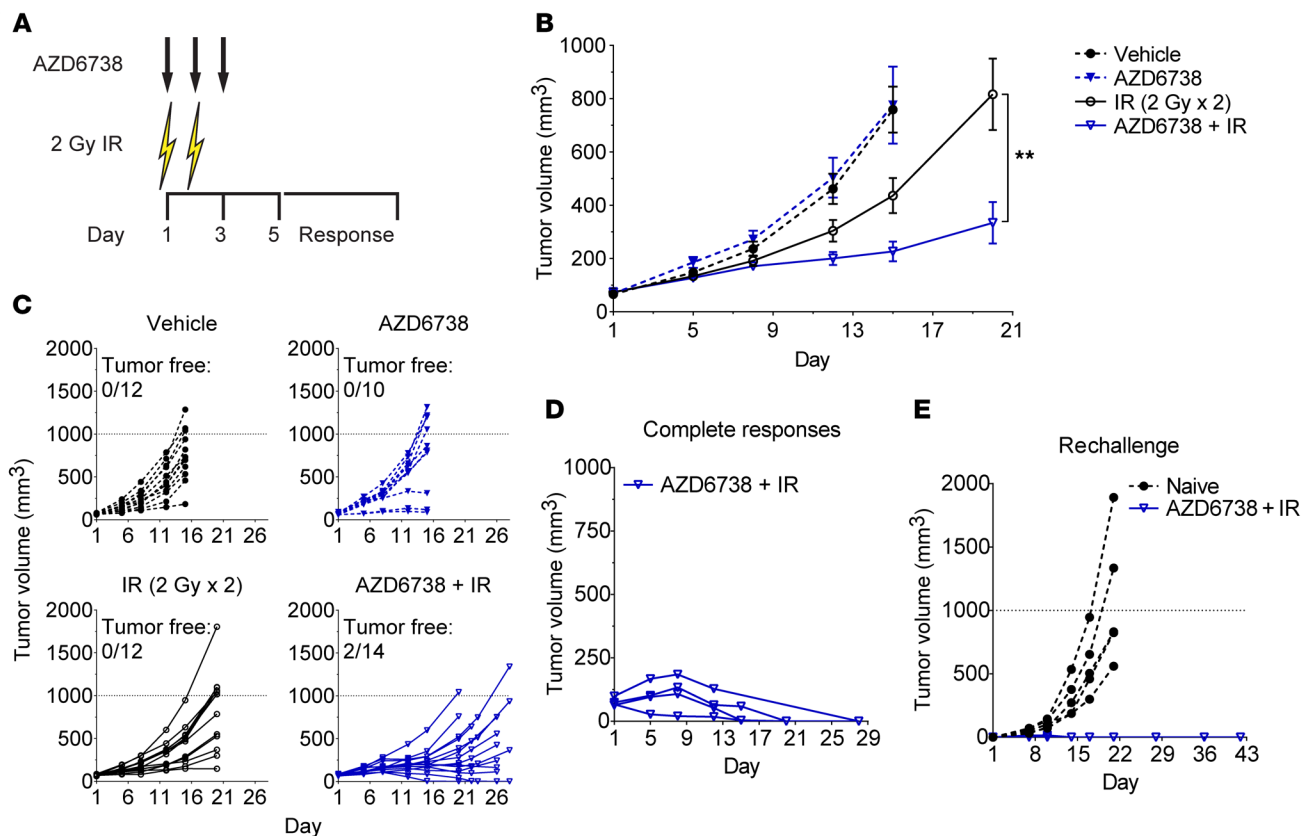 A
AZD6738
2 Gy IR
Day 1 3 5 Response
B
Tumor volume (mm3)
1000
800
600
400
200
0
1 5 9 13 17 21
Day
Vehicle
AZD6738
IR (2 Gy x 2)
AZD6738 + IR
**
C
Tumor volume (mm3)
Vehicle
Tumor free:
0/12
2000
1500
1000
500
0
1 6 11 16 21 26
AZD6738
Tumor free:
0/10
2000
1500
1000
500
0
1 6 11 16 21 26
IR (2 Gy x 2)
Tumor free:
0/12
2000
1500
1000
500
0
1 6 11 16 21 26
AZD6738 + IR
Tumor free:
2/14
2000
1500
1000
500
0
1 6 11 16 21 26
Day
D
Complete responses
AZD6738 + IR
Tumor volume (mm3)
1000
750
500
250
0
1 5 9 13 17 21 25 29
Day
E
Rechallenge
Naive
AZD6738 + IR
Tumor volume (mm3)
2000
1500
1000
500
0
1 8 15 22 29 36 43
Day